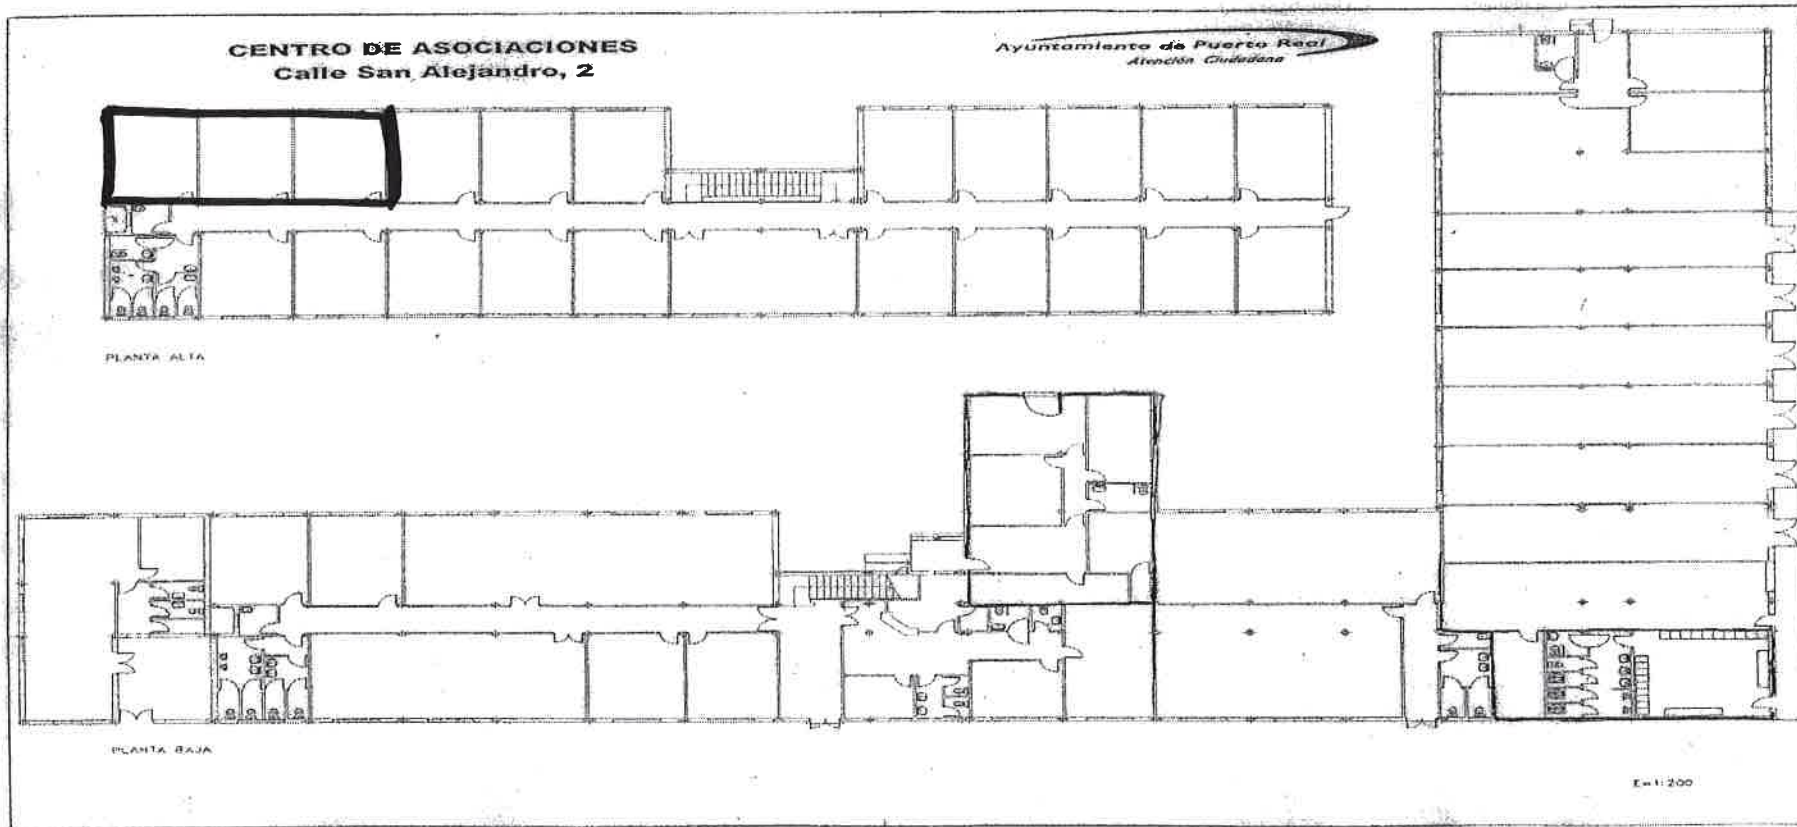 CENTRO DE ASOCIACIONES
Calle San Alejandro, 2
Ayuntamiento de Puerto Real
Atención Ciudadana
PLANTA ALTA
PLANTA BAJA
E=1:200